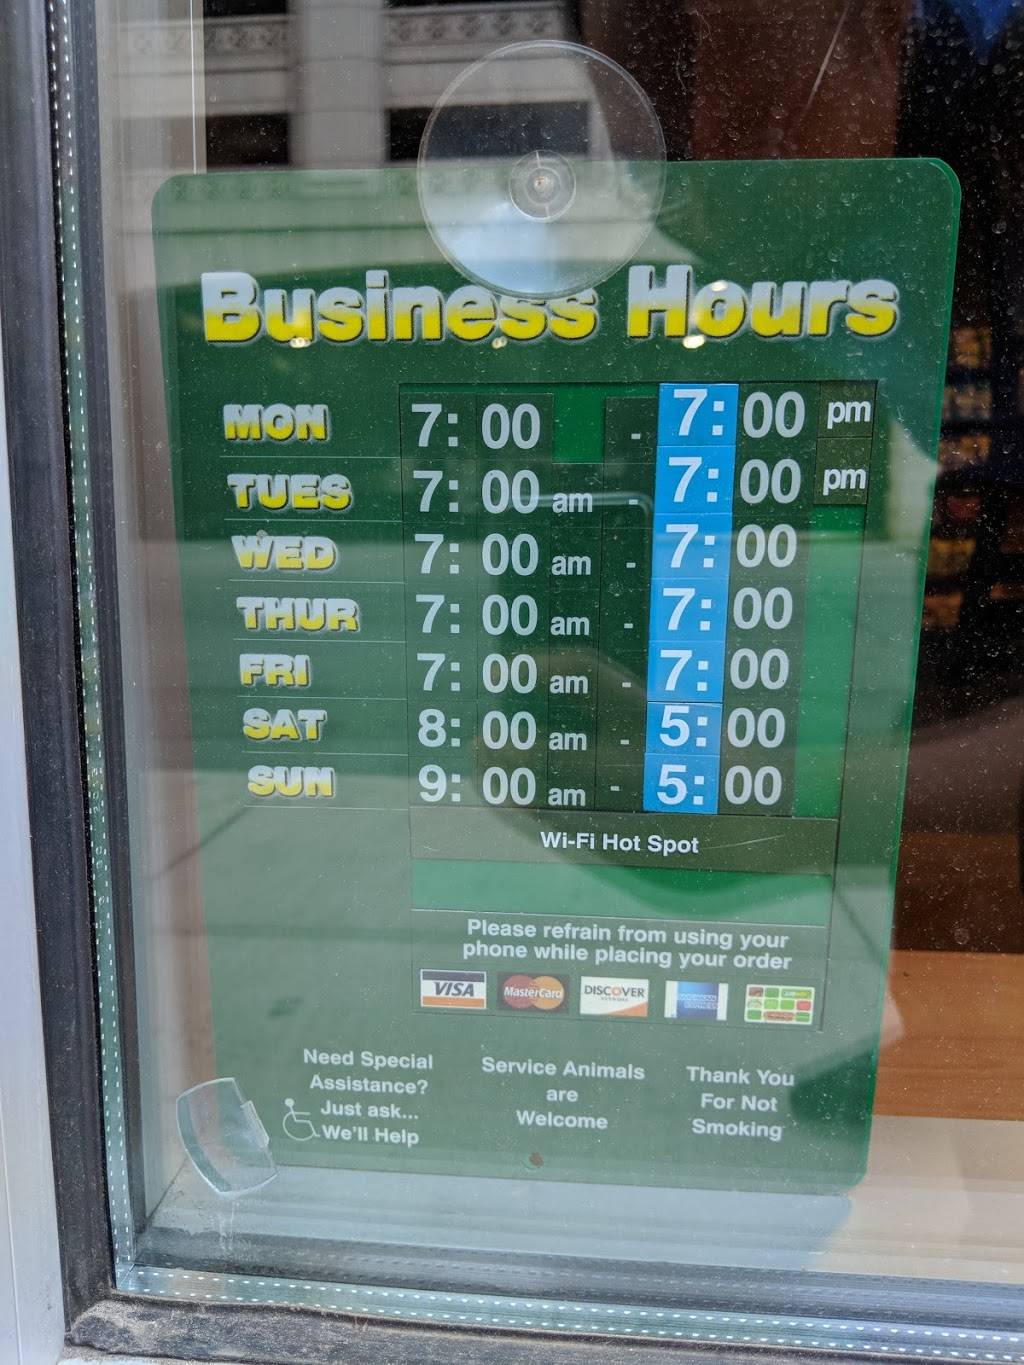 Business Hours
MON 7:00 - 7:00 pm
TUES 7:00 am - 7:00 pm
WED 7:00 am - 7:00
THUR 7:00 am - 7:00
FRI 7:00 am - 7:00
SAT 8:00 am - 5:00
SUN 9:00 am - 5:00
Wi-Fi Hot Spot
Please refrain from using your
phone while placing your order
VISA MasterCard DISCOVER AMERICAN EXPRESS
Need Special
Assistance?
Just ask...
We'll Help
Service Animals
are
Welcome
Thank You
For Not
Smoking